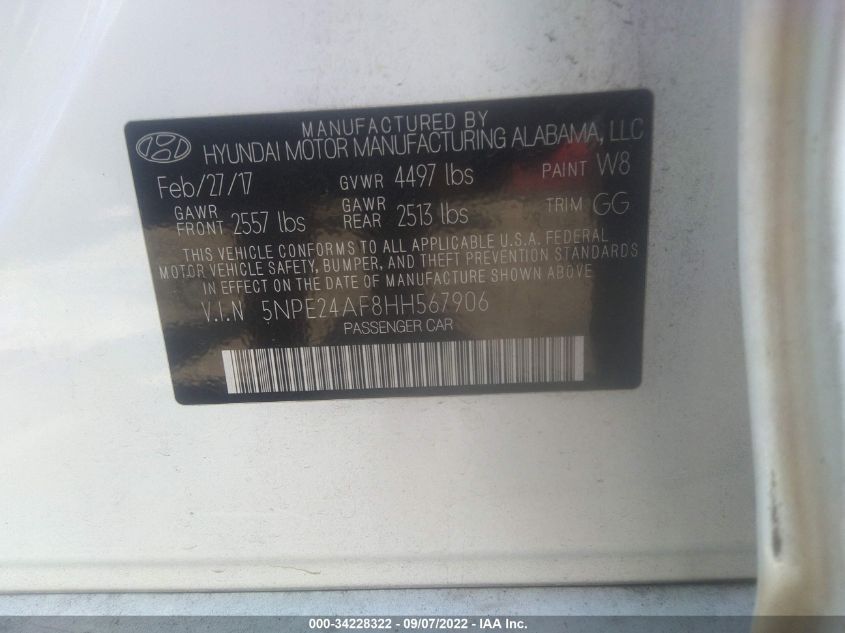 MANUFACTURED BY
HYUNDAI MOTOR MANUFACTURING ALABAMA, LLC
Feb/27/17 GVWR 4497 lbs PAINT W8
GAWR FRONT 2557 lbs GAWR REAR 2513 lbs TRIM GG
THIS VEHICLE CONFORMS TO ALL APPLICABLE U.S.A. FEDERAL
MOTOR VEHICLE SAFETY, BUMPER, AND THEFT PREVENTION STANDARDS
IN EFFECT ON THE DATE OF MANUFACTURE SHOWN ABOVE.
V.I.N 5NPE24AF8HH567906
PASSENGER CAR
000-34228322 - 09/07/2022 - IAA Inc.